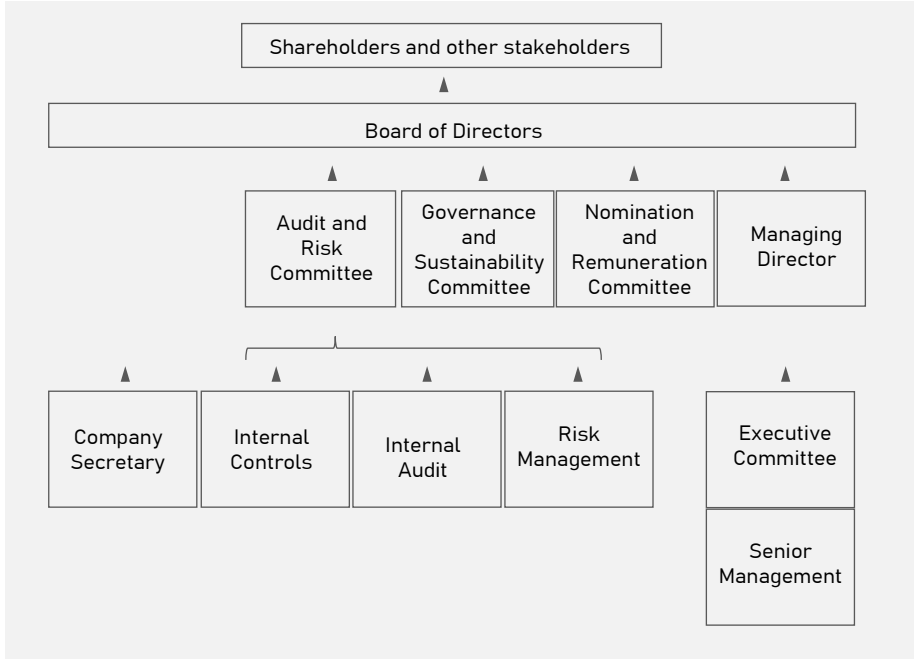 Shareholders and other stakeholders
Board of Directors
Audit and
Risk
Committee
Governance
and
Sustainability
Committee
Nomination
and
Remuneration
Committee
Managing
Director
Company
Secretary
Internal
Controls
Internal
Audit
Risk
Management
Executive
Committee
Senior
Management